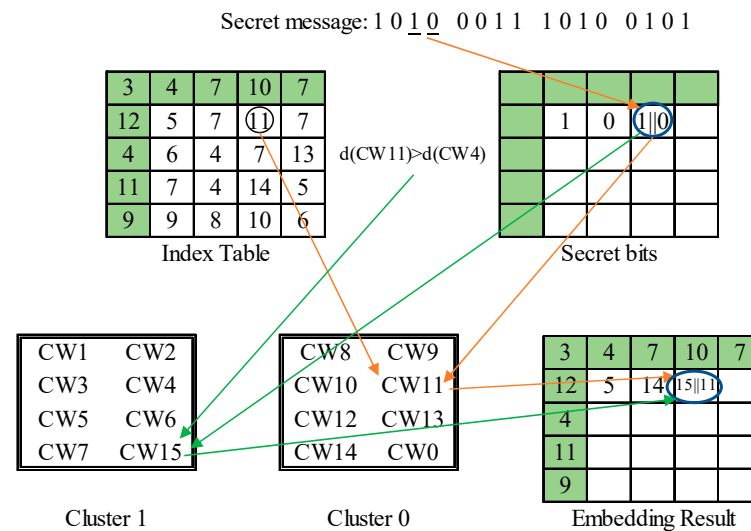 Secret message: 1 0 1 0 0 0 1 1 1 0 1 0 0 1 0 1
3 4 7 10 7
12 5 7 11 7
4 6 4 7 13
11 7 4 14 5
9 9 8 10 6
Index Table
d(CW11)>d(CW4)
1 0 1||0
Secret bits
CW1 CW2
CW3 CW4
CW5 CW6
CW7 CW15
Cluster 1
CW8 CW9
CW10 CW11
CW12 CW13
CW14 CW0
Cluster 0
3 4 7 10 7
12 5 14 15||11
4
11
9
Embedding Result